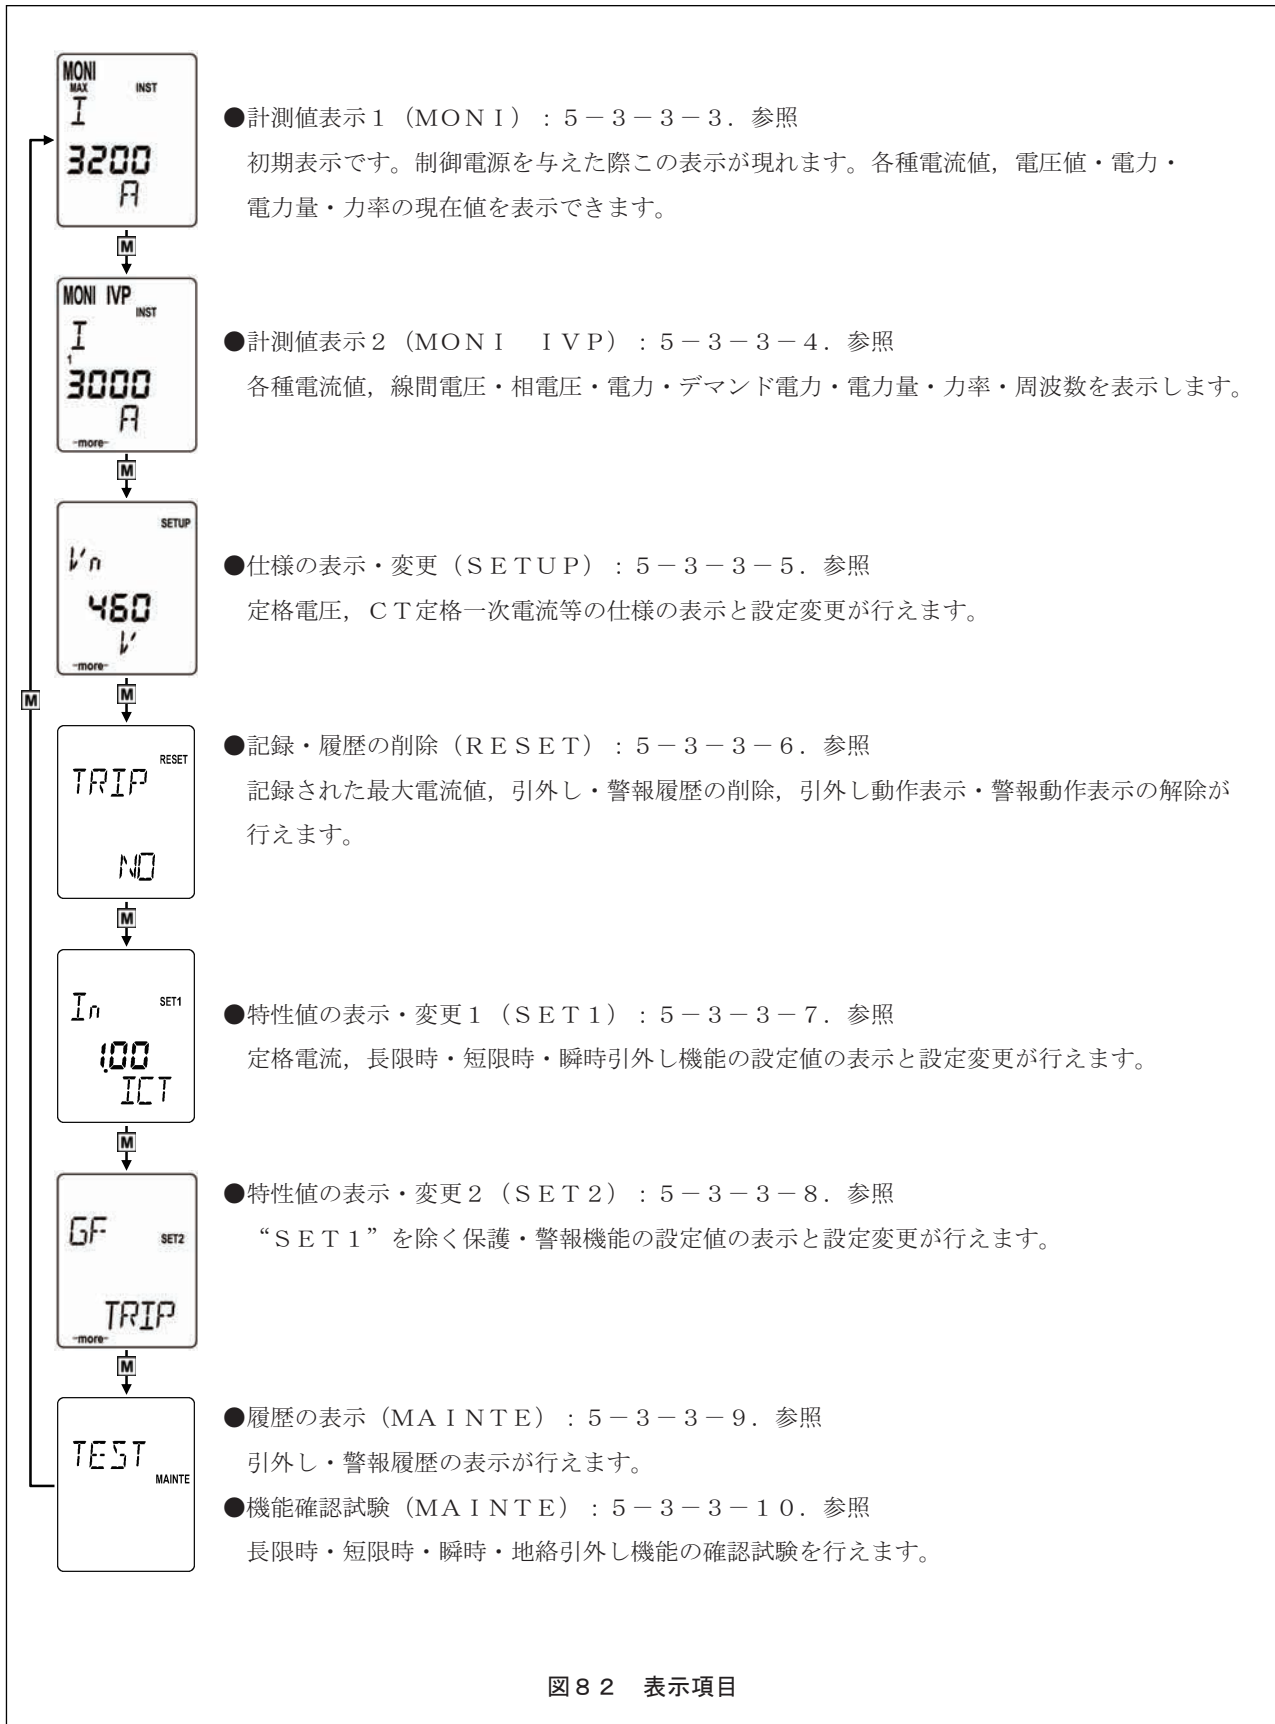 MONI
MAX INST
I
3200
A
●計測値表示１（ＭＯＮＩ）：５－３－３－３．参照
初期表示です。制御電源を与えた際この表示が現れます。各種電流値，電圧値・電力・
電力量・力率の現在値を表示できます。
M
MONI IVP
INST
I
1
3000
A
-more-
●計測値表示２（ＭＯＮＩ　ＩＶＰ）：５－３－３－４．参照
各種電流値，線間電圧・相電圧・電力・デマンド電力・電力量・力率・周波数を表示します。
M
SETUP
Vn
460
V
-more-
●仕様の表示・変更（ＳＥＴＵＰ）：５－３－３－５．参照
定格電圧，ＣＴ定格一次電流等の仕様の表示と設定変更が行えます。
M
M
RESET
TRIP
NO
●記録・履歴の削除（ＲＥＳＥＴ）：５－３－３－６．参照
記録された最大電流値，引外し・警報履歴の削除，引外し動作表示・警報動作表示の解除が
行えます。
M
In SET1
1.00
ICT
●特性値の表示・変更１（ＳＥＴ１）：５－３－３－７．参照
定格電流，長限時・短限時・瞬時引外し機能の設定値の表示と設定変更が行えます。
M
GF SET2
TRIP
-more-
●特性値の表示・変更２（ＳＥＴ２）：５－３－３－８．参照
“ＳＥＴ１”を除く保護・警報機能の設定値の表示と設定変更が行えます。
M
TEST
MAINTE
●履歴の表示（ＭＡＩＮＴＥ）：５－３－３－９．参照
引外し・警報履歴の表示が行えます。
●機能確認試験（ＭＡＩＮＴＥ）：５－３－３－１０．参照
長限時・短限時・瞬時・地絡引外し機能の確認試験を行えます。
図８２　表示項目